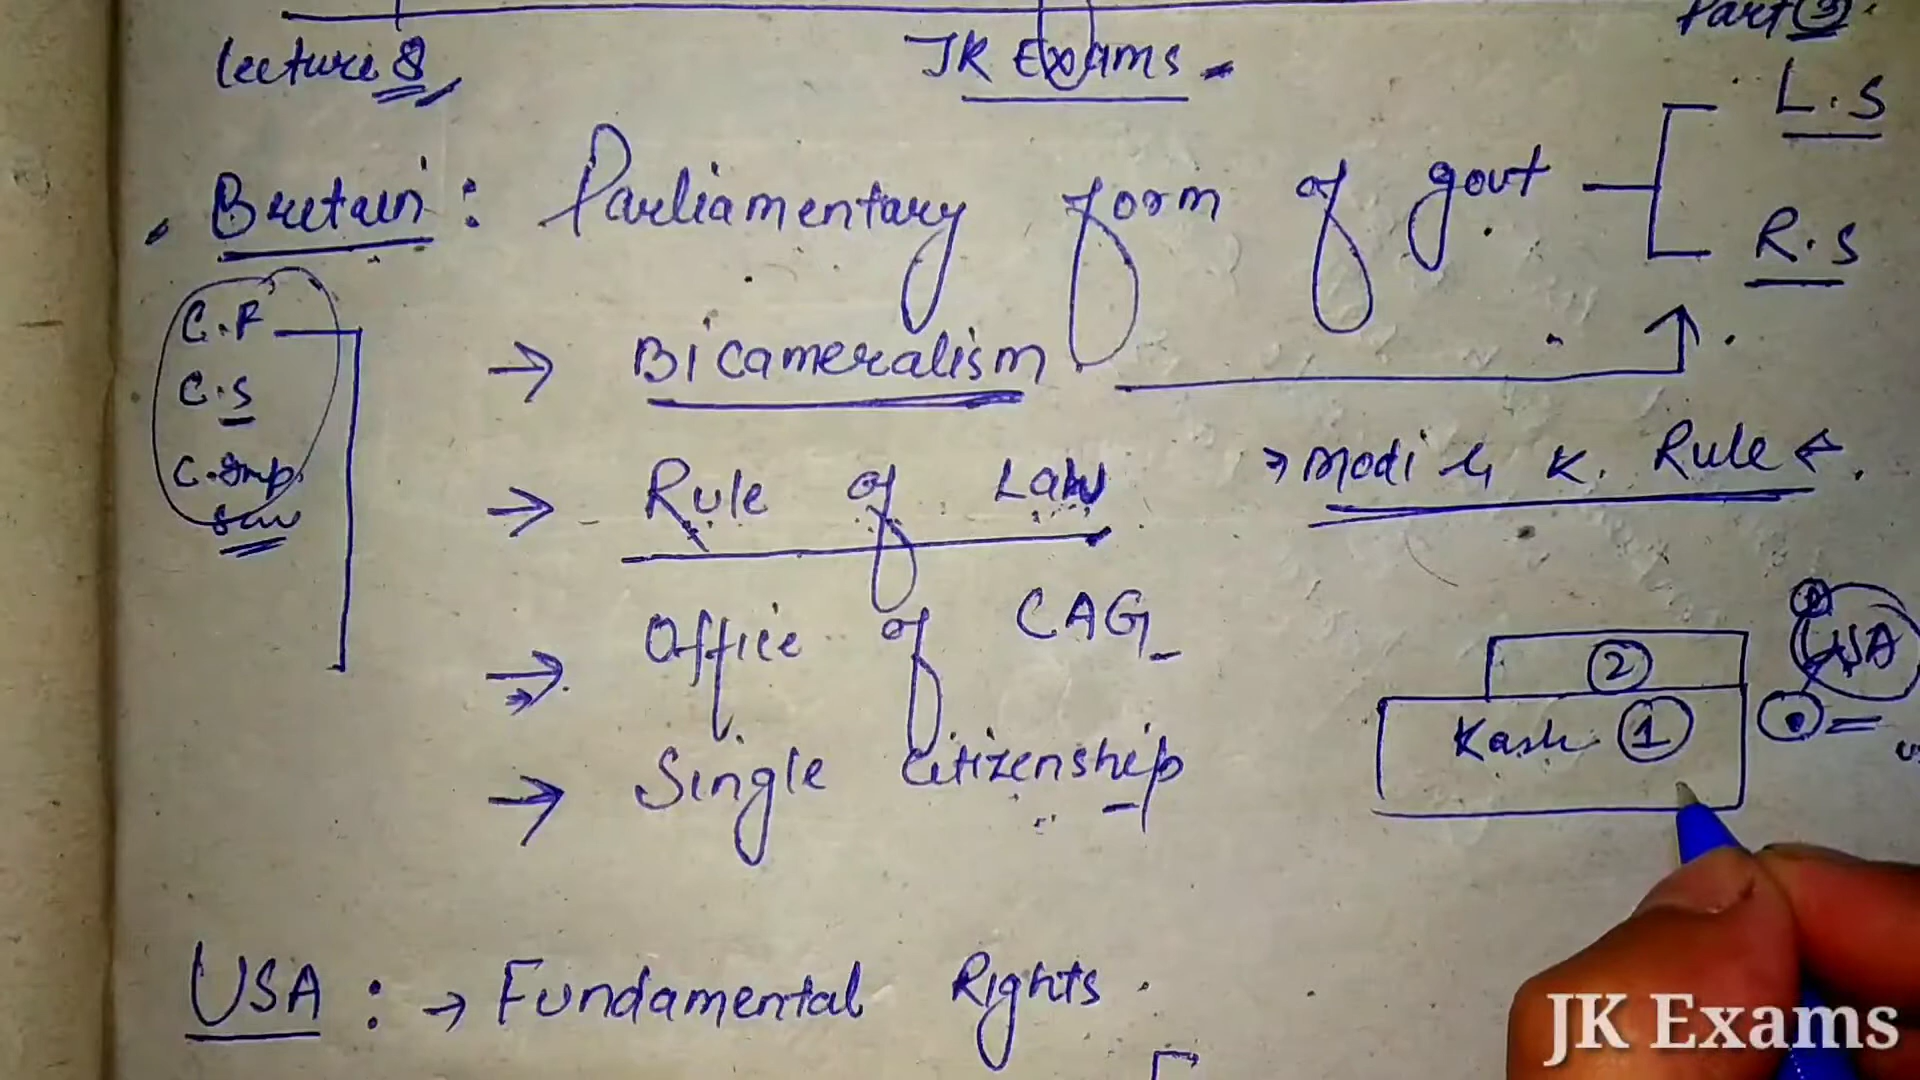 Part 3
Lecture 8
JK Exams
L.S
Britain : Parliamentary form of govt
R.S
C.F
→ Bicameralism
C.S
C. Imp.
→ Rule of Law
→ Modi K. Rule ←
→ Office of CAG
2
USA
Kash 1
→ Single citizenship
USA : → Fundamental Rights
JK Exams